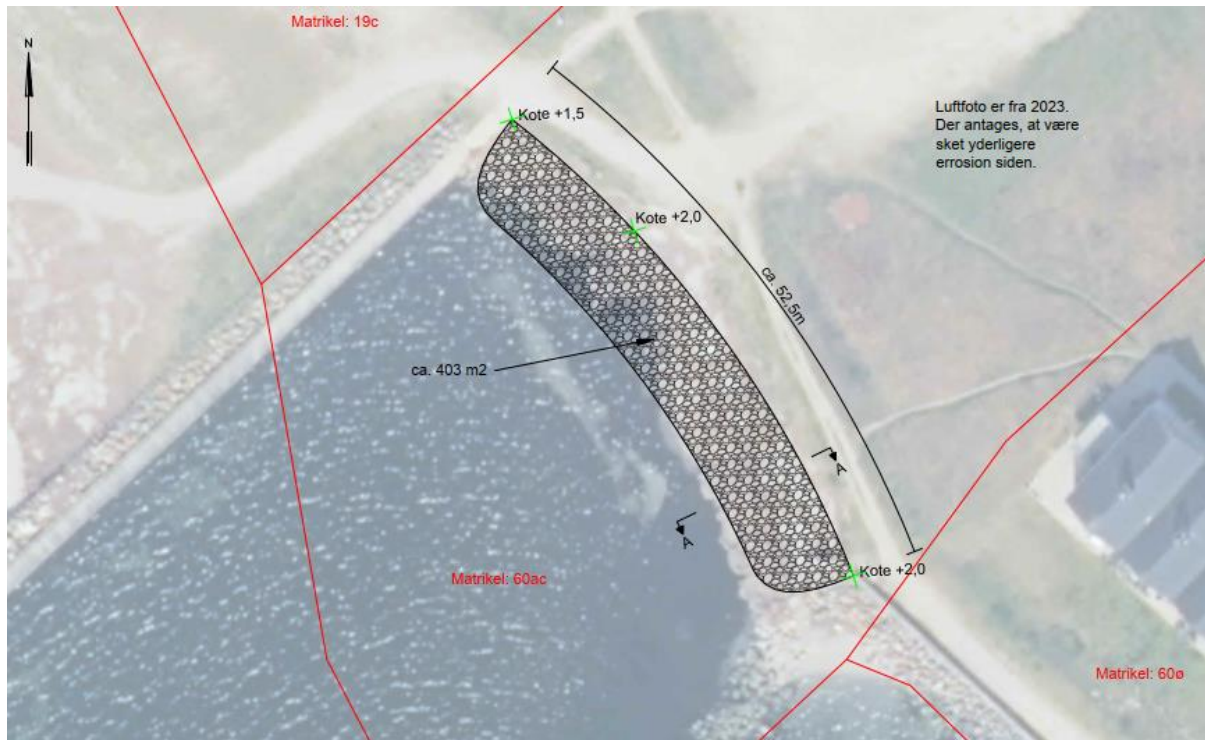 Matrikel: 19c
N
Kote +1,5
Luftfoto er fra 2023.
Der antages, at være
sket yderligere
errosion siden.
Kote +2,0
ca. 52,5m
ca. 403 m2
A
A
Kote +2,0
Matrikel: 60ac
Matrikel: 60ø